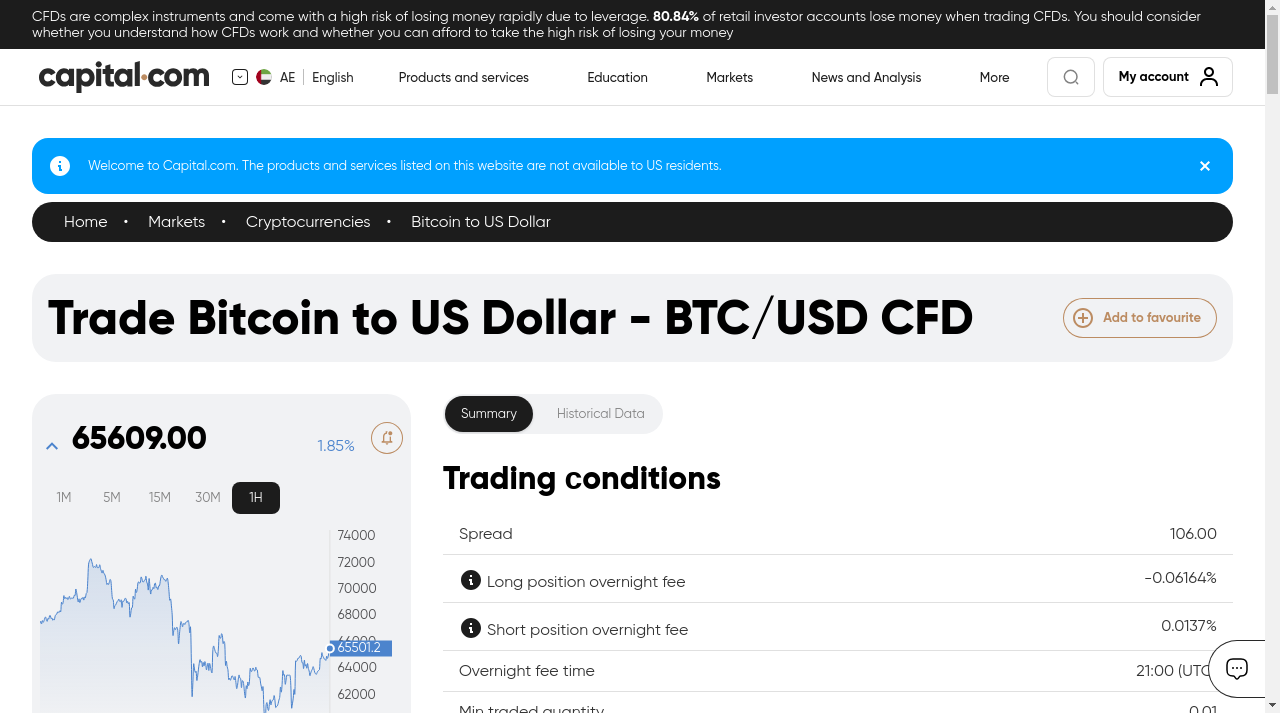 CFDs are complex instruments and come with a high risk of losing money rapidly due to leverage. 80.84% of retail investor accounts lose money when trading CFDs. You should consider
whether you understand how CFDs work and whether you can afford to take the high risk of losing your money
capital.com
AE
English
Products and services
Education
Markets
News and Analysis
More
My account
Welcome to Capital.com. The products and services listed on this website are not available to US residents.
Home • Markets • Cryptocurrencies • Bitcoin to US Dollar
Trade Bitcoin to US Dollar - BTC/USD CFD
Add to favourite
65609.00
1.85%
1M 5M 15M 30M 1H
74000
72000
70000
68000
66000
65501.2
64000
62000
Summary
Historical Data
Trading conditions
Spread 106.00
Long position overnight fee -0.06164%
Short position overnight fee 0.0137%
Overnight fee time 21:00 (UTC
Min traded quantity 0.01